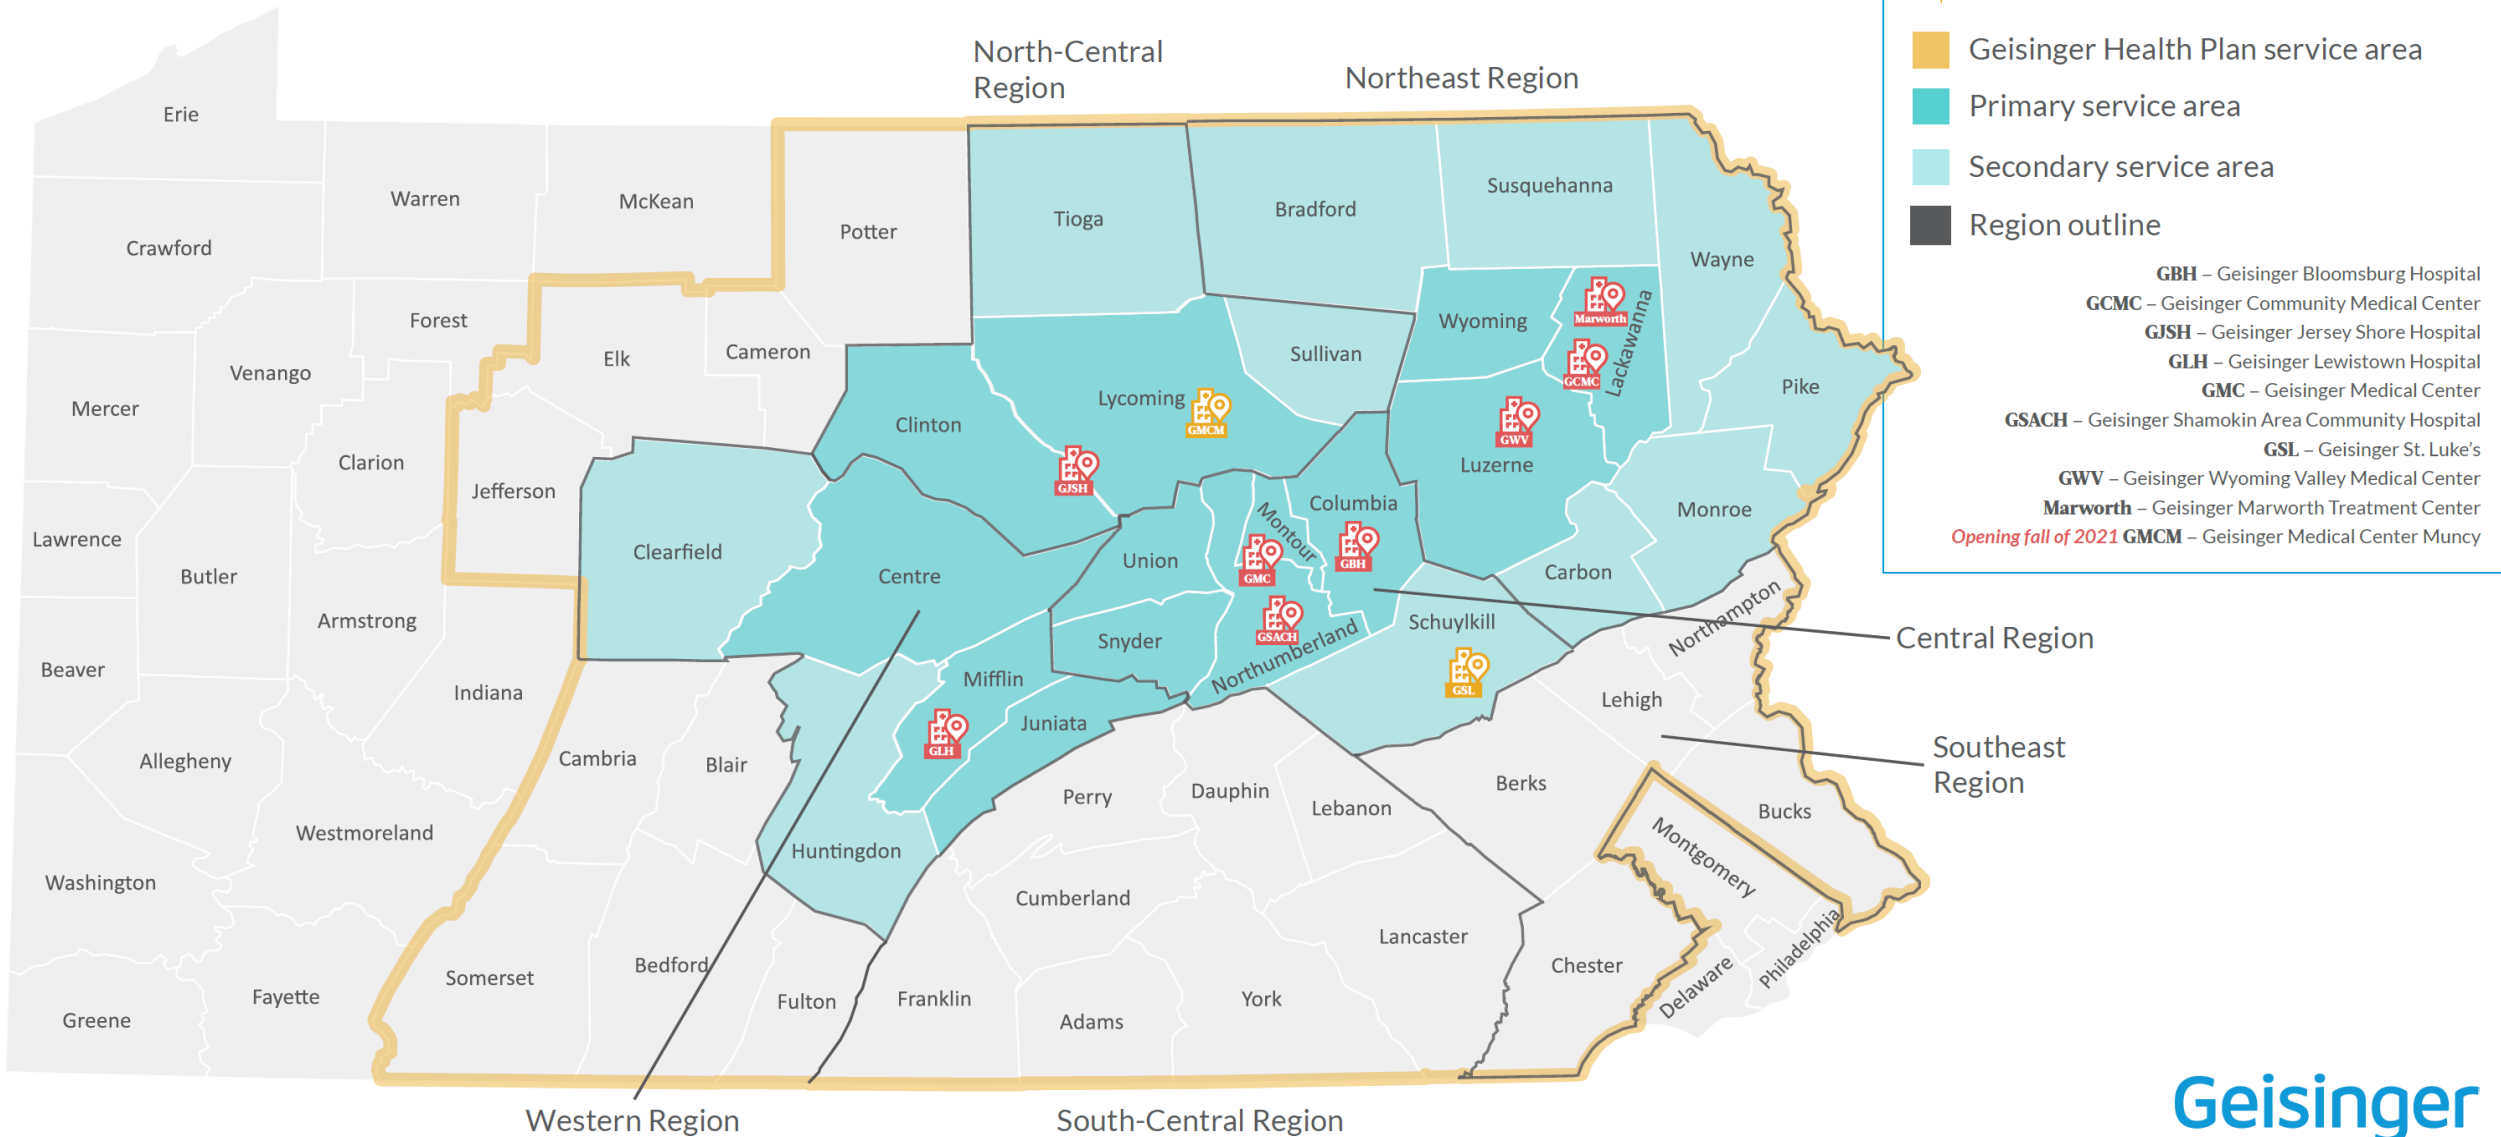 North-Central
Region
Northeast Region
Geisinger Health Plan service area
Primary service area
Secondary service area
Region outline
GBH – Geisinger Bloomsburg Hospital
GCMC – Geisinger Community Medical Center
GJSH – Geisinger Jersey Shore Hospital
GLH – Geisinger Lewistown Hospital
GMC – Geisinger Medical Center
GSACH – Geisinger Shamokin Area Community Hospital
GSL – Geisinger St. Luke's
GWV – Geisinger Wyoming Valley Medical Center
Marworth – Geisinger Marworth Treatment Center
Opening fall of 2021 GMCM – Geisinger Medical Center Muncy
Erie
Warren
McKean
Potter
Tioga
Bradford
Susquehanna
Wayne
Crawford
Forest
Elk
Cameron
Venango
Mercer
Clarion
Jefferson
Clinton
Lycoming
GMCM
GJSH
Sullivan
Wyoming
Marworth
GCMC
Lackawanna
Pike
GWV
Luzerne
Columbia
Monroe
Lawrence
Butler
Clearfield
Centre
Union
Montour
GMC
GBH
Carbon
Northampton
Armstrong
Beaver
Indiana
Snyder
GSACH
Northumberland
Schuylkill
GSL
Central Region
Lehigh
Mifflin
Juniata
GLH
Allegheny
Cambria
Blair
Southeast
Region
Westmoreland
Huntingdon
Perry
Dauphin
Lebanon
Berks
Bucks
Montgomery
Washington
Cumberland
Lancaster
Chester
Philadelphia
Delaware
Somerset
Bedford
Fulton
Franklin
Adams
York
Fayette
Greene
Western Region
South-Central Region
Geisinger